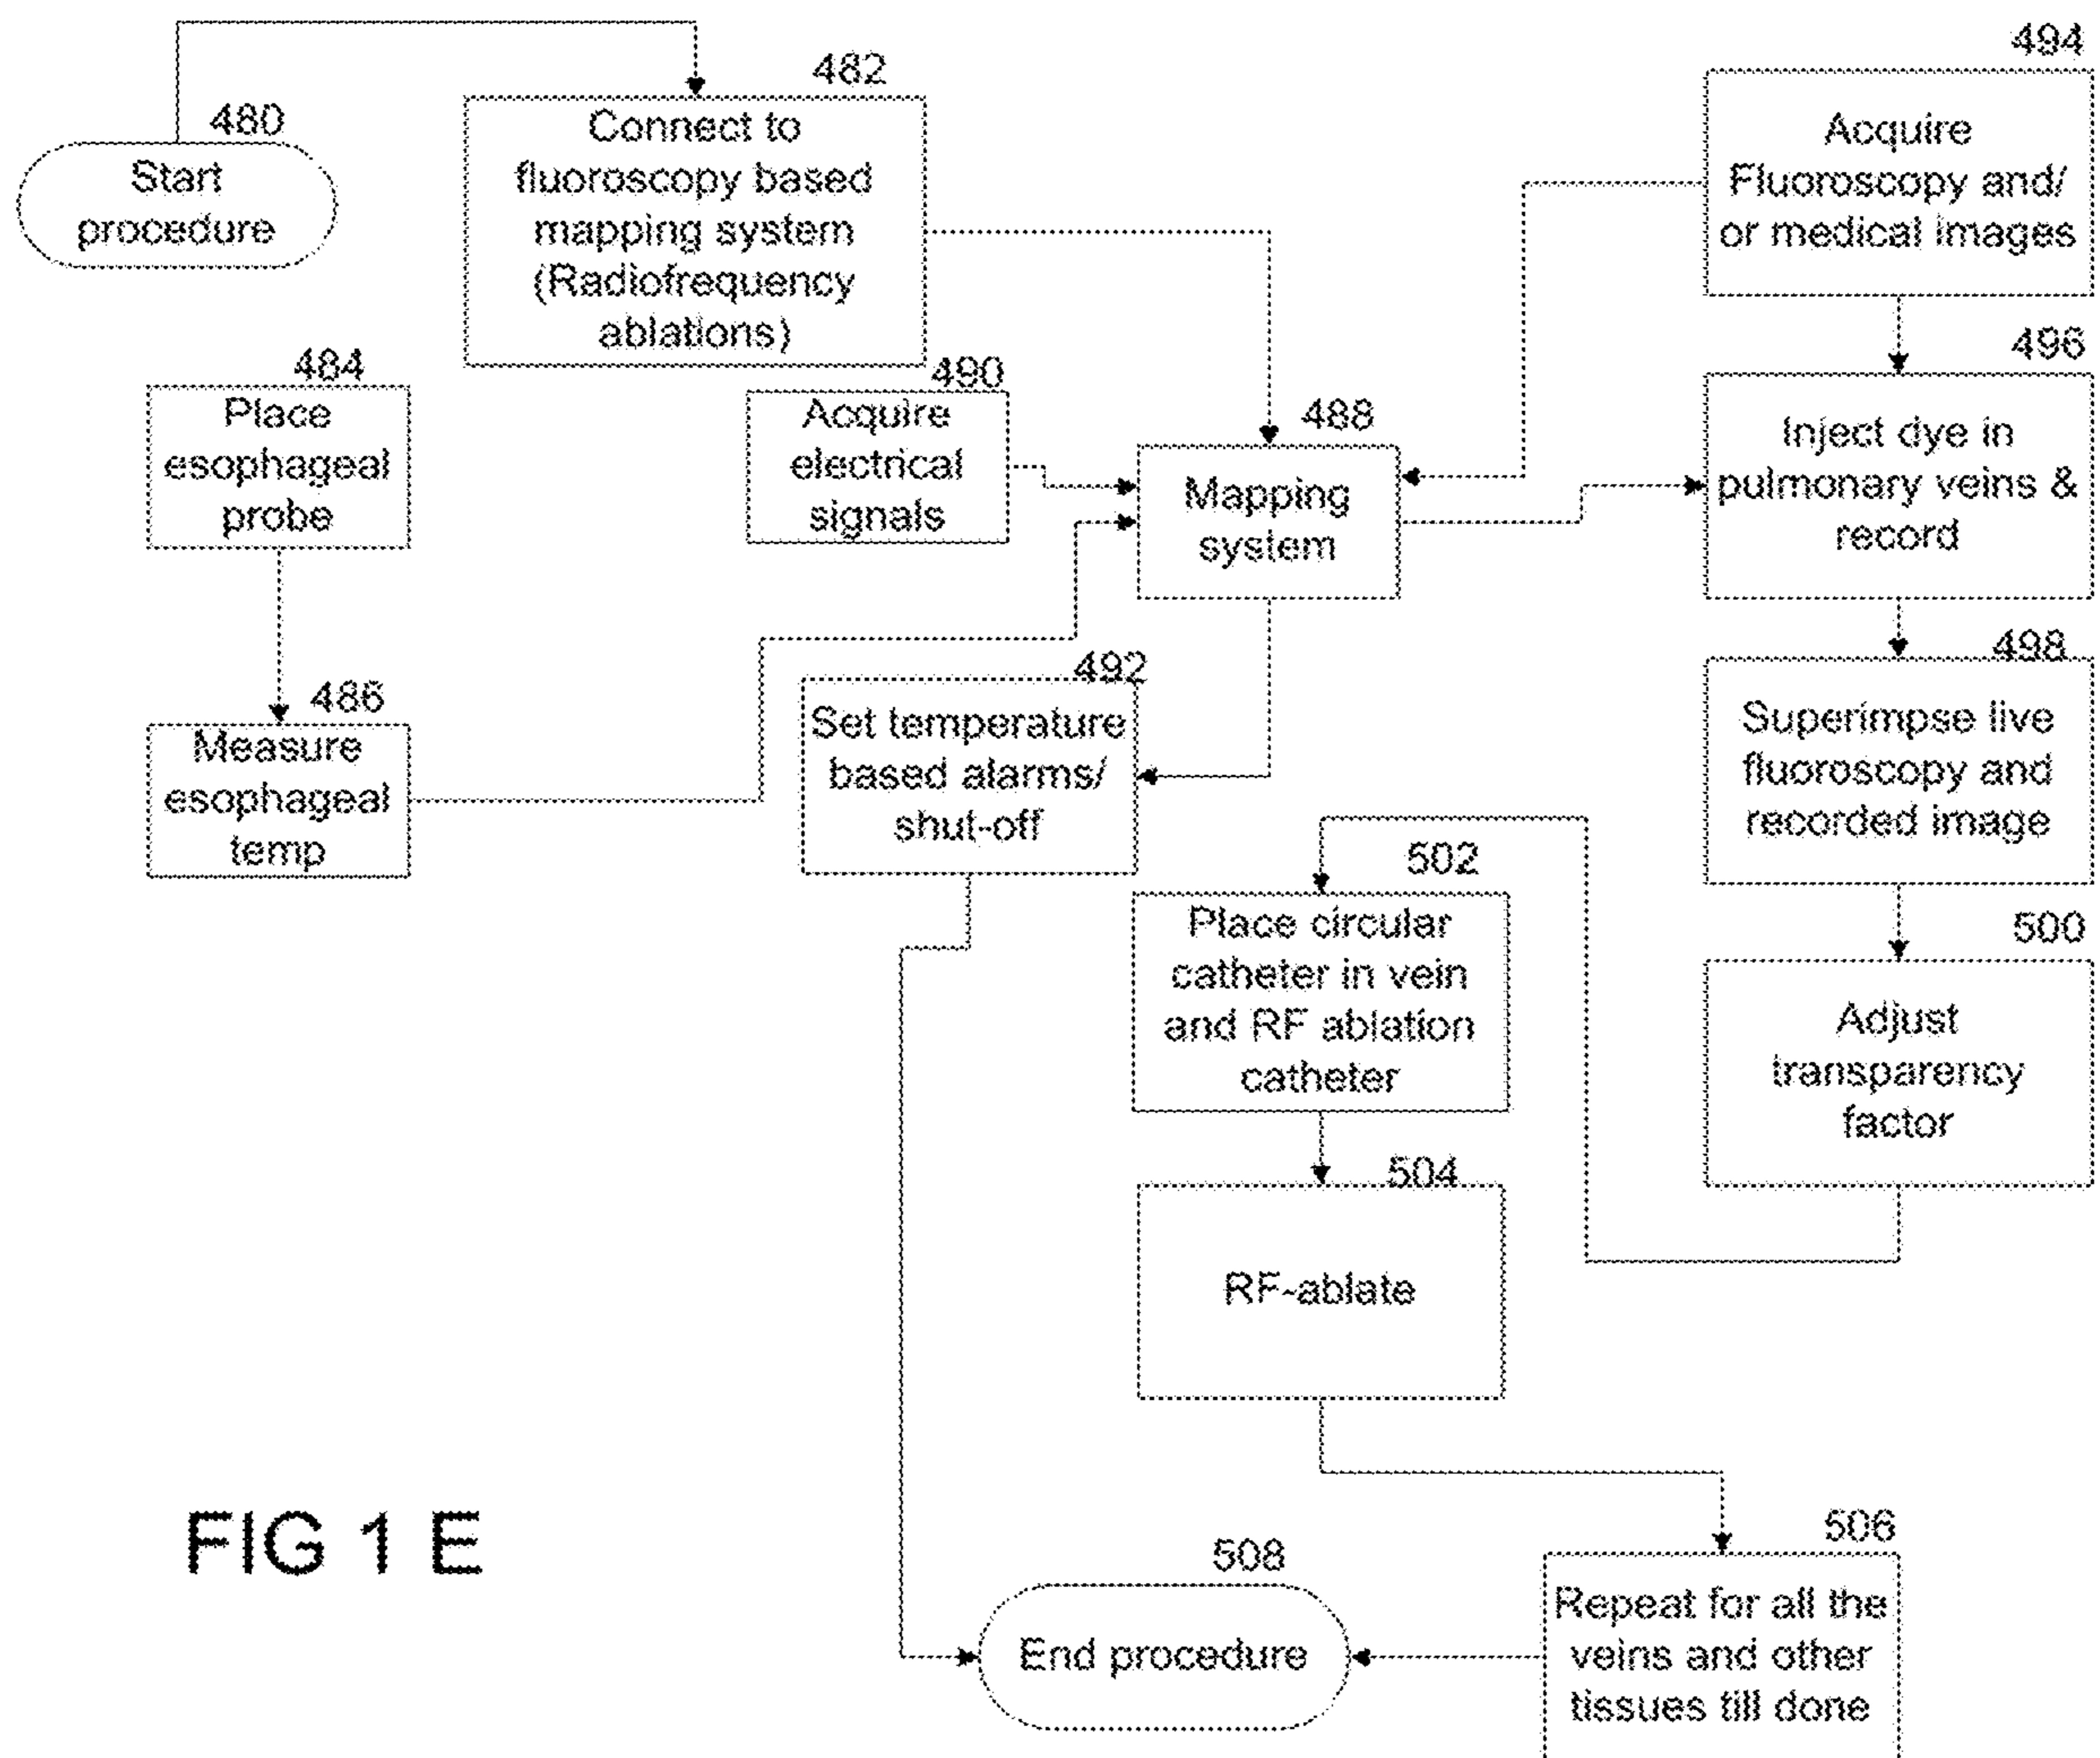 480
Start
procedure
482
Connect to
fluoroscopy based
mapping system
(Radiofrequency
ablations)
484
Place
esophageal
probe
486
Measure
esophageal
temp
490
Acquire
electrical
signals
488
Mapping
system
492
Set temperature
based alarms/
shut-off
494
Acquire
Fluoroscopy and/
or medical images
496
Inject dye in
pulmonary veins &
record
498
Superimpse live
fluoroscopy and
recorded image
500
Adjust
transparency
factor
502
Place circular
catheter in vein
and RF ablation
catheter
504
RF-ablate
506
Repeat for all the
veins and other
tissues till done
508
End procedure
FIG 1 E